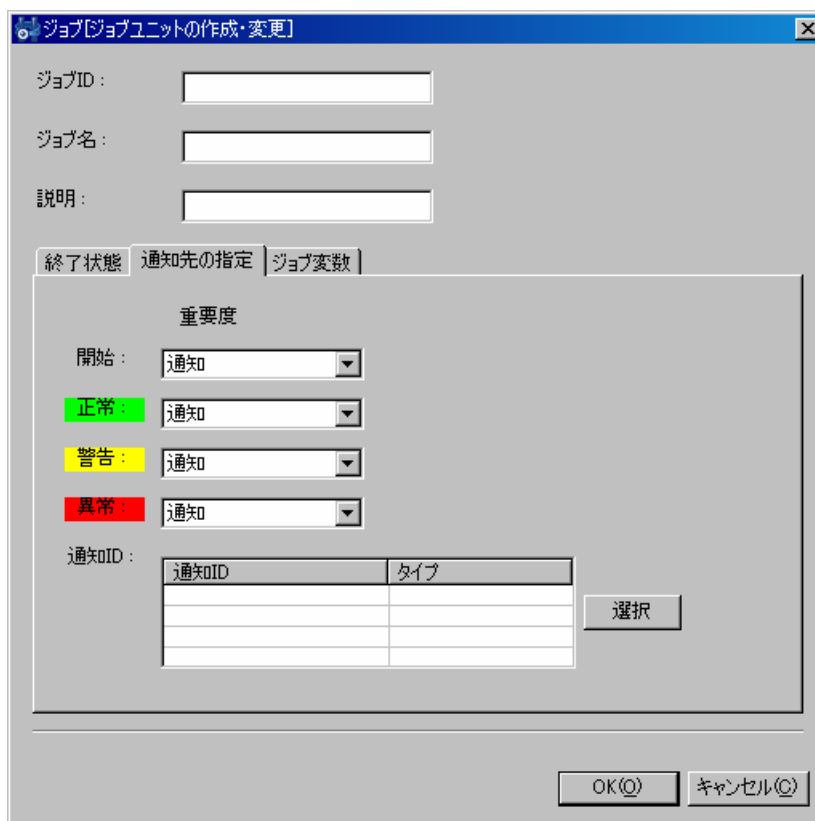 ジョブ[ジョブユニットの作成・変更]
ジョブID :
ジョブ名 :
説明 :
終了状態 通知先の指定 ジョブ変数
重要度
開始 : 通知
正常 : 通知
警告 : 通知
異常 : 通知
通知ID :
通知ID タイプ
選択
OK(O) キャンセル(C)